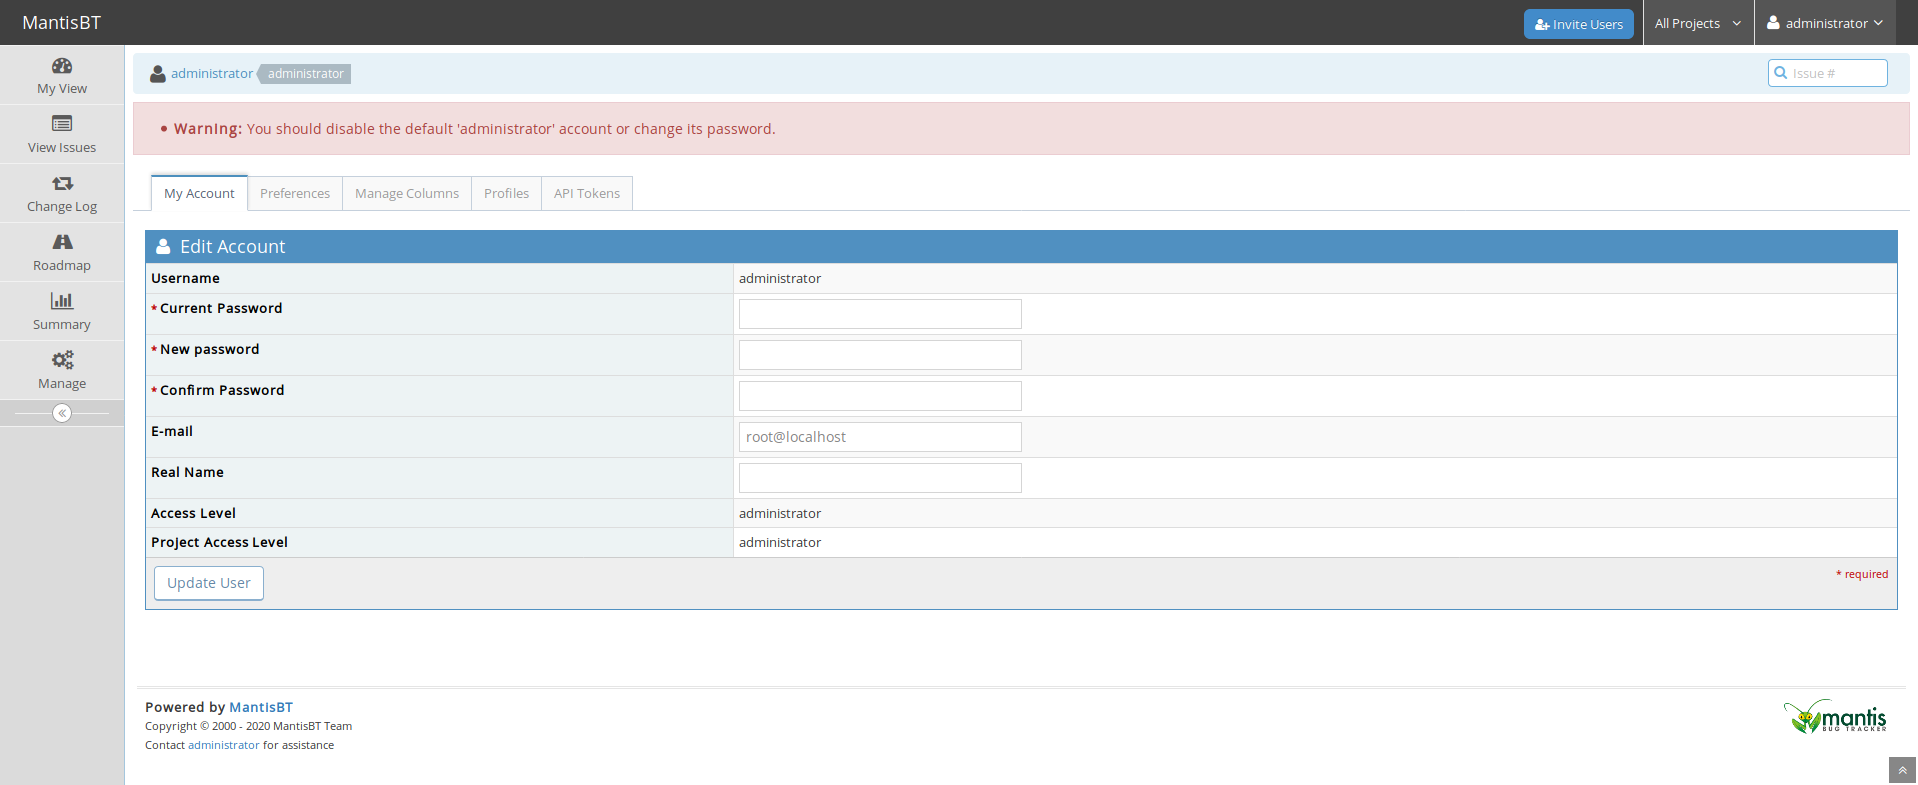 MantisBT
Invite Users
All Projects
administrator
My View
View Issues
Change Log
Roadmap
Summary
Manage
administrator administrator
Issue #
Warning: You should disable the default 'administrator' account or change its password.
My Account Preferences Manage Columns Profiles API Tokens
Edit Account
Username administrator
* Current Password
* New password
* Confirm Password
E-mail root@localhost
Real Name
Access Level administrator
Project Access Level administrator
Update User
* required
Powered by MantisBT
Copyright © 2000 - 2020 MantisBT Team
Contact administrator for assistance
mantis
BUG TRACKER